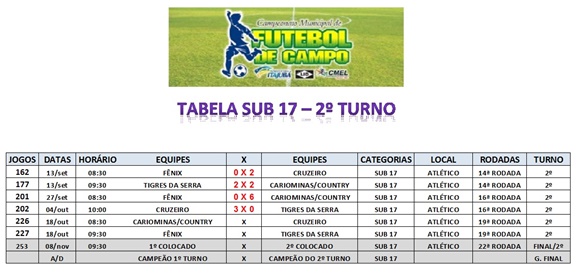 Campeonato Municipal de
FUTEBOL
DE CAMPO
ITAJUBÁ
CMEL
TABELA SUB 17 – 2º TURNO
JOGOS DATAS HORÁRIO EQUIPES X EQUIPES CATEGORIAS LOCAL RODADAS TURNO
162 13/set 08:30 FÊNIX 0 X 2 CRUZEIRO SUB 17 ATLÉTICO 14ª RODADA 2º
177 13/set 09:30 TIGRES DA SERRA 2 X 2 CARIOMINAS/COUNTRY SUB 17 ATLÉTICO 14ª RODADA 2º
201 27/set 08:30 FÊNIX 0 X 6 CARIOMINAS/COUNTRY SUB 17 ATLÉTICO 16ª RODADA 2º
202 04/out 10:00 CRUZEIRO 3 X 0 TIGRES DA SERRA SUB 17 ATLÉTICO 17ª RODADA 2º
226 18/out 08:30 CARIOMINAS/COUNTRY X CRUZEIRO SUB 17 ATLÉTICO 19ª RODADA 2º
227 18/out 09:30 FÊNIX X TIGRES DA SERRA SUB 17 ATLÉTICO 19ª RODADA 2º
253 08/nov 09:30 1º COLOCADO X 2º COLOCADO SUB 17 ATLÉTICO 22ª RODADA FINAL/2º
A/D CAMPEÃO 1º TURNO X CAMPEÃO DO 2º TURNO SUB 17 G. FINAL